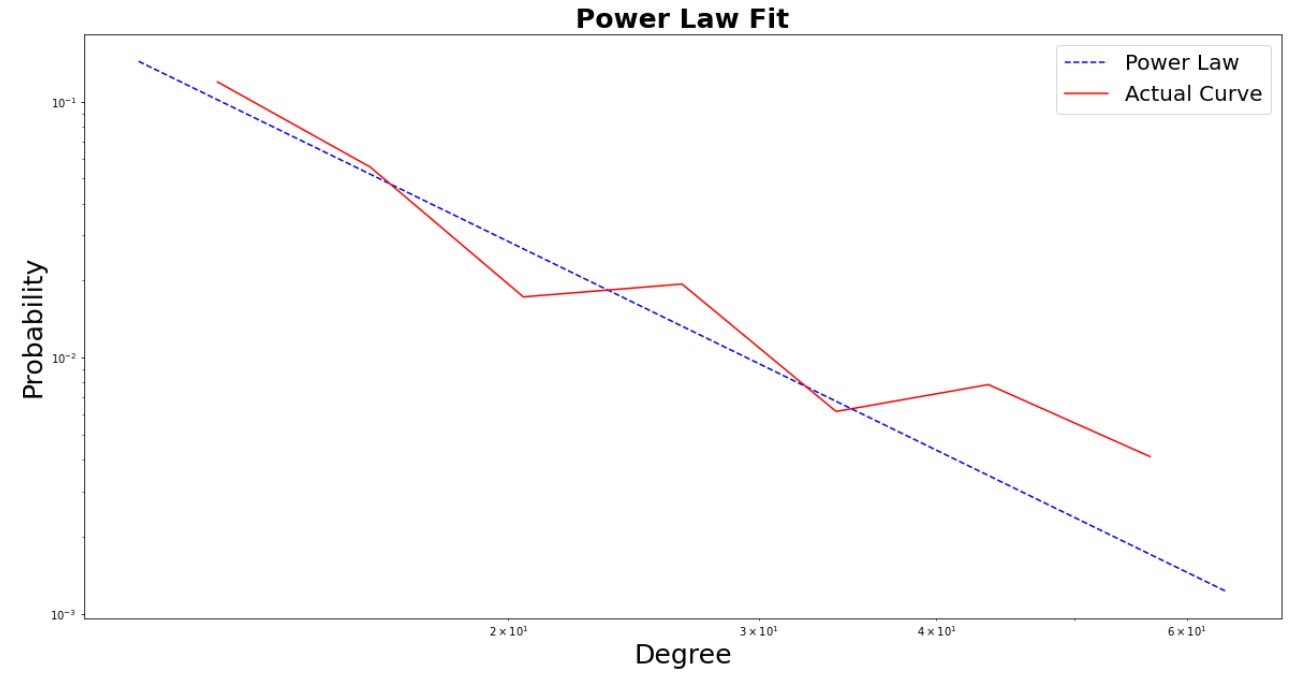 Power Law Fit
Power Law
Actual Curve
Probability
10⁻¹
10⁻²
10⁻³
2 × 10¹
3 × 10¹
4 × 10¹
6 × 10¹
Degree